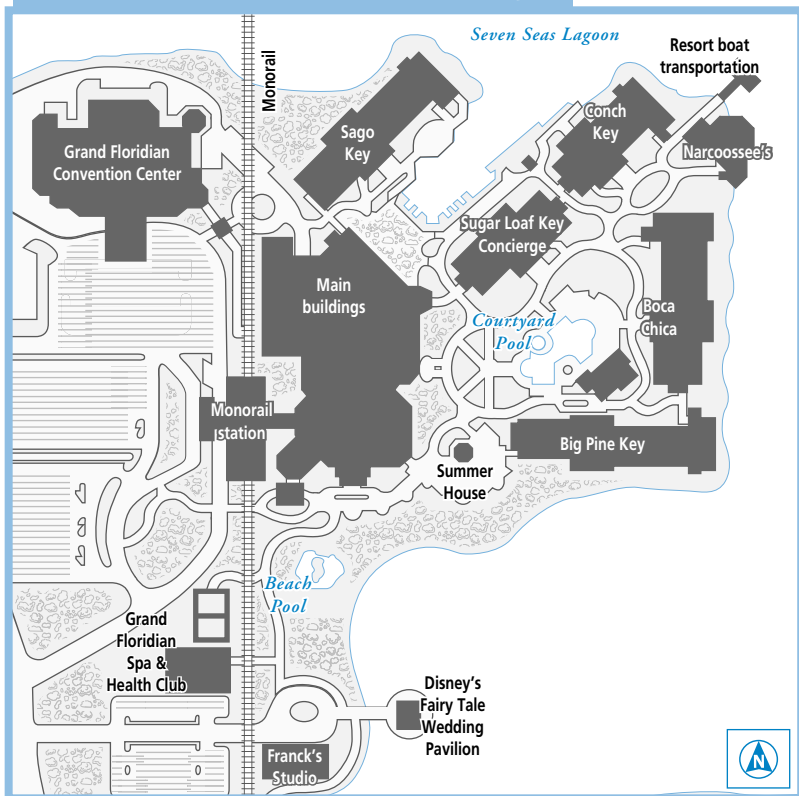 Seven Seas Lagoon
Resort boat
transportation
Monorail
Conch
Key
Sago
Key
Grand Floridian
Convention Center
Narcoossee's
Sugar Loaf Key
Concierge
Main
buildings
Boca
Chica
Courtyard
Pool
Monorail
station
Big Pine Key
Summer
House
Beach
Pool
Grand
Floridian
Spa &
Health Club
Disney's
Fairy Tale
Wedding
Pavilion
Franck's
Studio
N